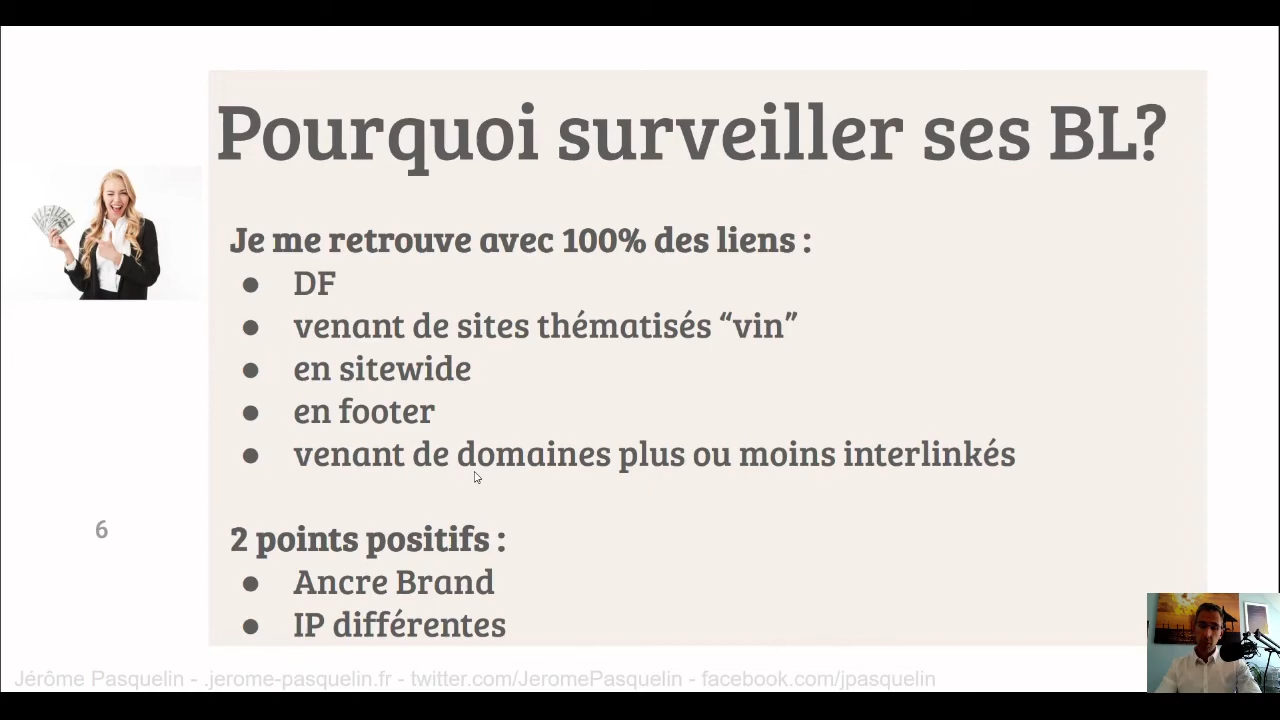 Pourquoi surveiller ses BL?
Je me retrouve avec 100% des liens :
● DF
● venant de sites thématisés “vin”
● en sitewide
● en footer
● venant de domaines plus ou moins interlinkés
6
2 points positifs :
● Ancre Brand
● IP différentes
Jérôme Pasquelin - .jerome-pasquelin.fr - twitter.com/JeromePasquelin - facebook.com/jpasquelin